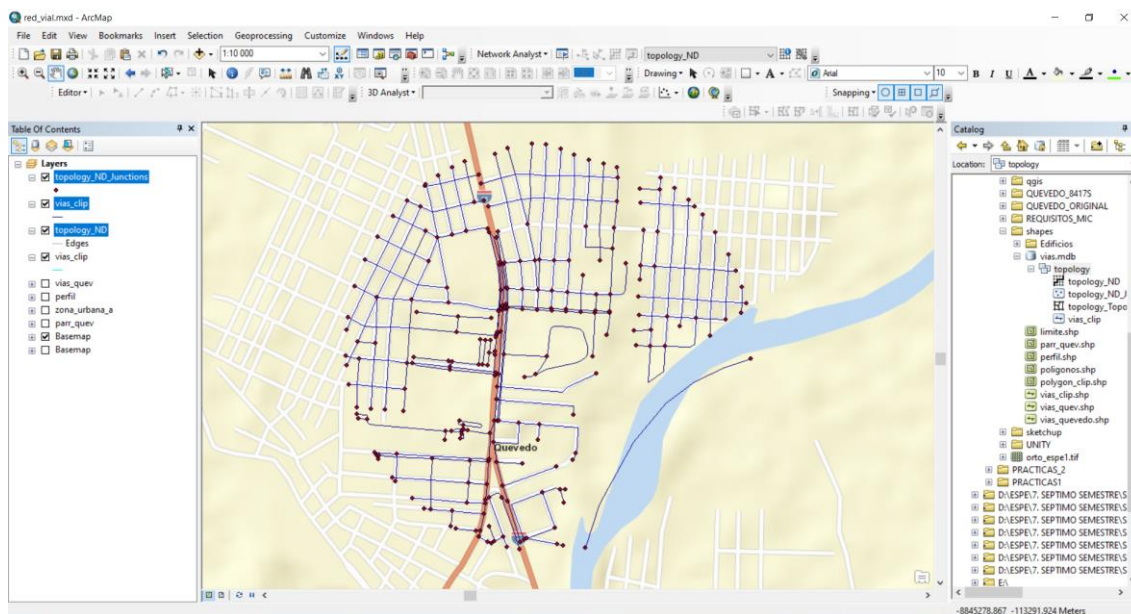 red_vial.mxd - ArcMap
File Edit View Bookmarks Insert Selection Geoprocessing Customize Windows Help
1:10 000
Network Analyst
topology_ND
Drawing
Arial
10
B I U A
Editor
3D Analyst
Snapping
Table Of Contents
Layers
topology_ND_Junctions
vias_clip
topology_ND
Edges
vias_clip
vias_quev
perfil
zona_urbana_a
parr_quev
Basemap
Basemap
Quevedo
Catalog
Location: topology
qgis
QUEVEDO_8417S
QUEVEDO_ORIGINAL
REQUISITOS_MIC
shapes
Edificios
vias.mdb
topology
topology_ND
topology_ND_J
topology_Topo
vias_clip
limite.shp
parr_quev.shp
perfil.shp
poligonos.shp
polygon_clip.shp
vias_clip.shp
vias_quev.shp
vias_quevedo.shp
sketchup
UNITY
orto_espe1.tif
PRACTICAS_2
PRACTICAS1
D:\ESPE\7. SEPTIMO SEMESTRE\S
D:\ESPE\7. SEPTIMO SEMESTRE\S
D:\ESPE\7. SEPTIMO SEMESTRE\S
D:\ESPE\7. SEPTIMO SEMESTRE\S
D:\ESPE\7. SEPTIMO SEMESTRE\S
D:\ESPE\7. SEPTIMO SEMESTRE\S
E:\
-8845278.867 -113291.924 Meters